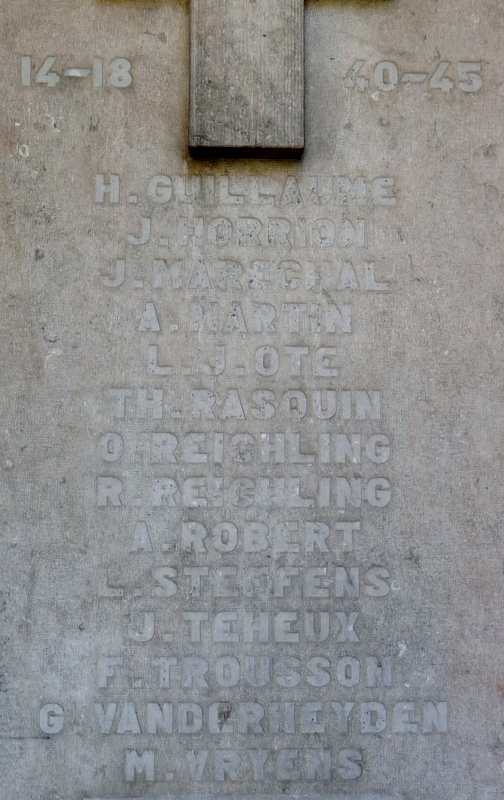 14-18 40-45
H. GUILLAUME
J. HORRION
J. MARECHAL
A. MARTIN
L. J. OTE
TH. RASQUIN
O. REICHLING
R. REICHLING
A. ROBERT
L. STEFFENS
J. TEHEUX
F. TROUSSON
G. VANDERHEYDEN
M. VRYENS